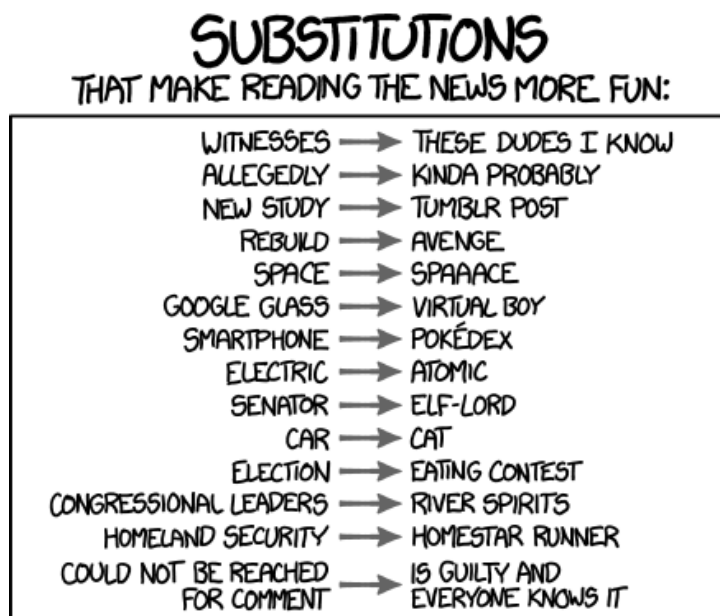 SUBSTITUTIONS
THAT MAKE READING THE NEWS MORE FUN:
WITNESSES → THESE DUDES I KNOW
ALLEGEDLY → KINDA PROBABLY
NEW STUDY → TUMBLR POST
REBUILD → AVENGE
SPACE → SPAAACE
GOOGLE GLASS → VIRTUAL BOY
SMARTPHONE → POKÉDEX
ELECTRIC → ATOMIC
SENATOR → ELF-LORD
CAR → CAT
ELECTION → EATING CONTEST
CONGRESSIONAL LEADERS → RIVER SPIRITS
HOMELAND SECURITY → HOMESTAR RUNNER
COULD NOT BE REACHED → IS GUILTY AND
FOR COMMENT EVERYONE KNOWS IT